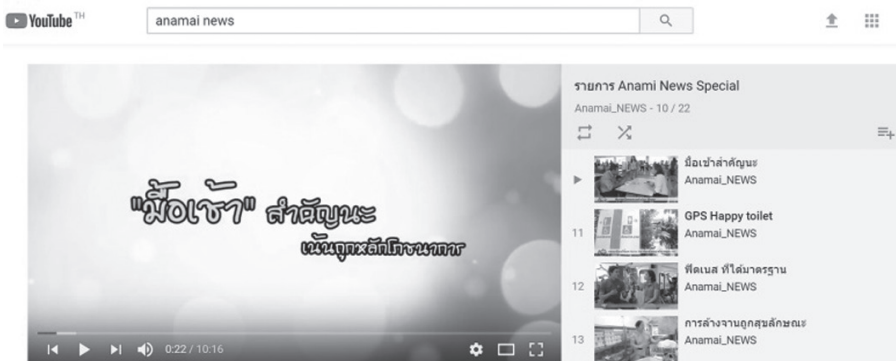 YouTube TH
anamai news
"มื้อเช้า" สำคัญนะ
เน้นถูกหลักโภชนาการ
0:22 / 10:16
รายการ Anami News Special
Anamai_NEWS - 10 / 22
มื้อเช้าสำคัญนะ
Anamai_NEWS
11
GPS Happy toilet
Anamai_NEWS
12
ฟิตเนส ที่ได้มาตรฐาน
Anamai_NEWS
13
การล้างจานถูกสุขลักษณะ
Anamai_NEWS